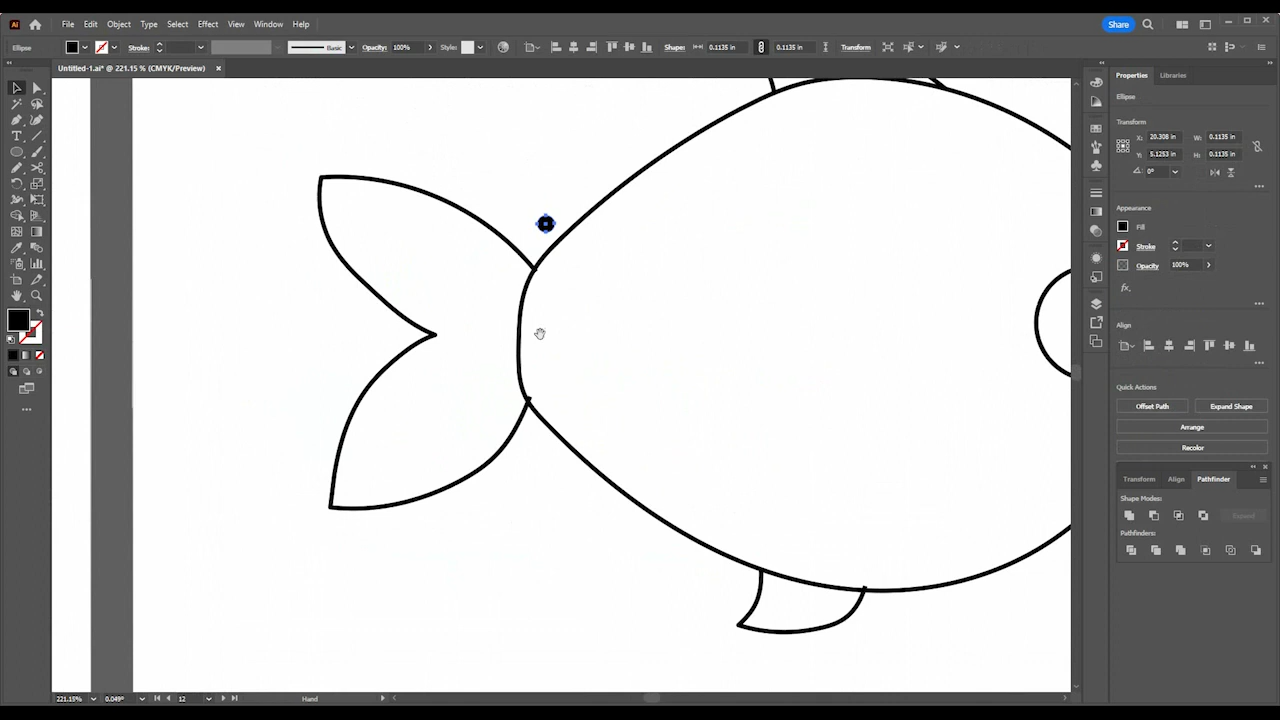 Ai File Edit Object Type Select Effect View Window Help Share
Ellipse Stroke: Basic Opacity: 100% Style: Shape: 0.1135 in 0.1135 in Transform
Untitled-1.ai* @ 221.15 % (CMYK/Preview)
Properties Libraries
Ellipse
Transform
X: 20.308 in W: 0.1135 in
Y: 5.1253 in H: 0.1135 in
0°
Appearance
Fill
Stroke
Opacity 100%
fx.
Align
Quick Actions
Offset Path Expand Shape
Arrange
Recolor
Transform Align Pathfinder
Shape Modes:
Expand
Pathfinders:
221.15% 0.049° 12 Hand